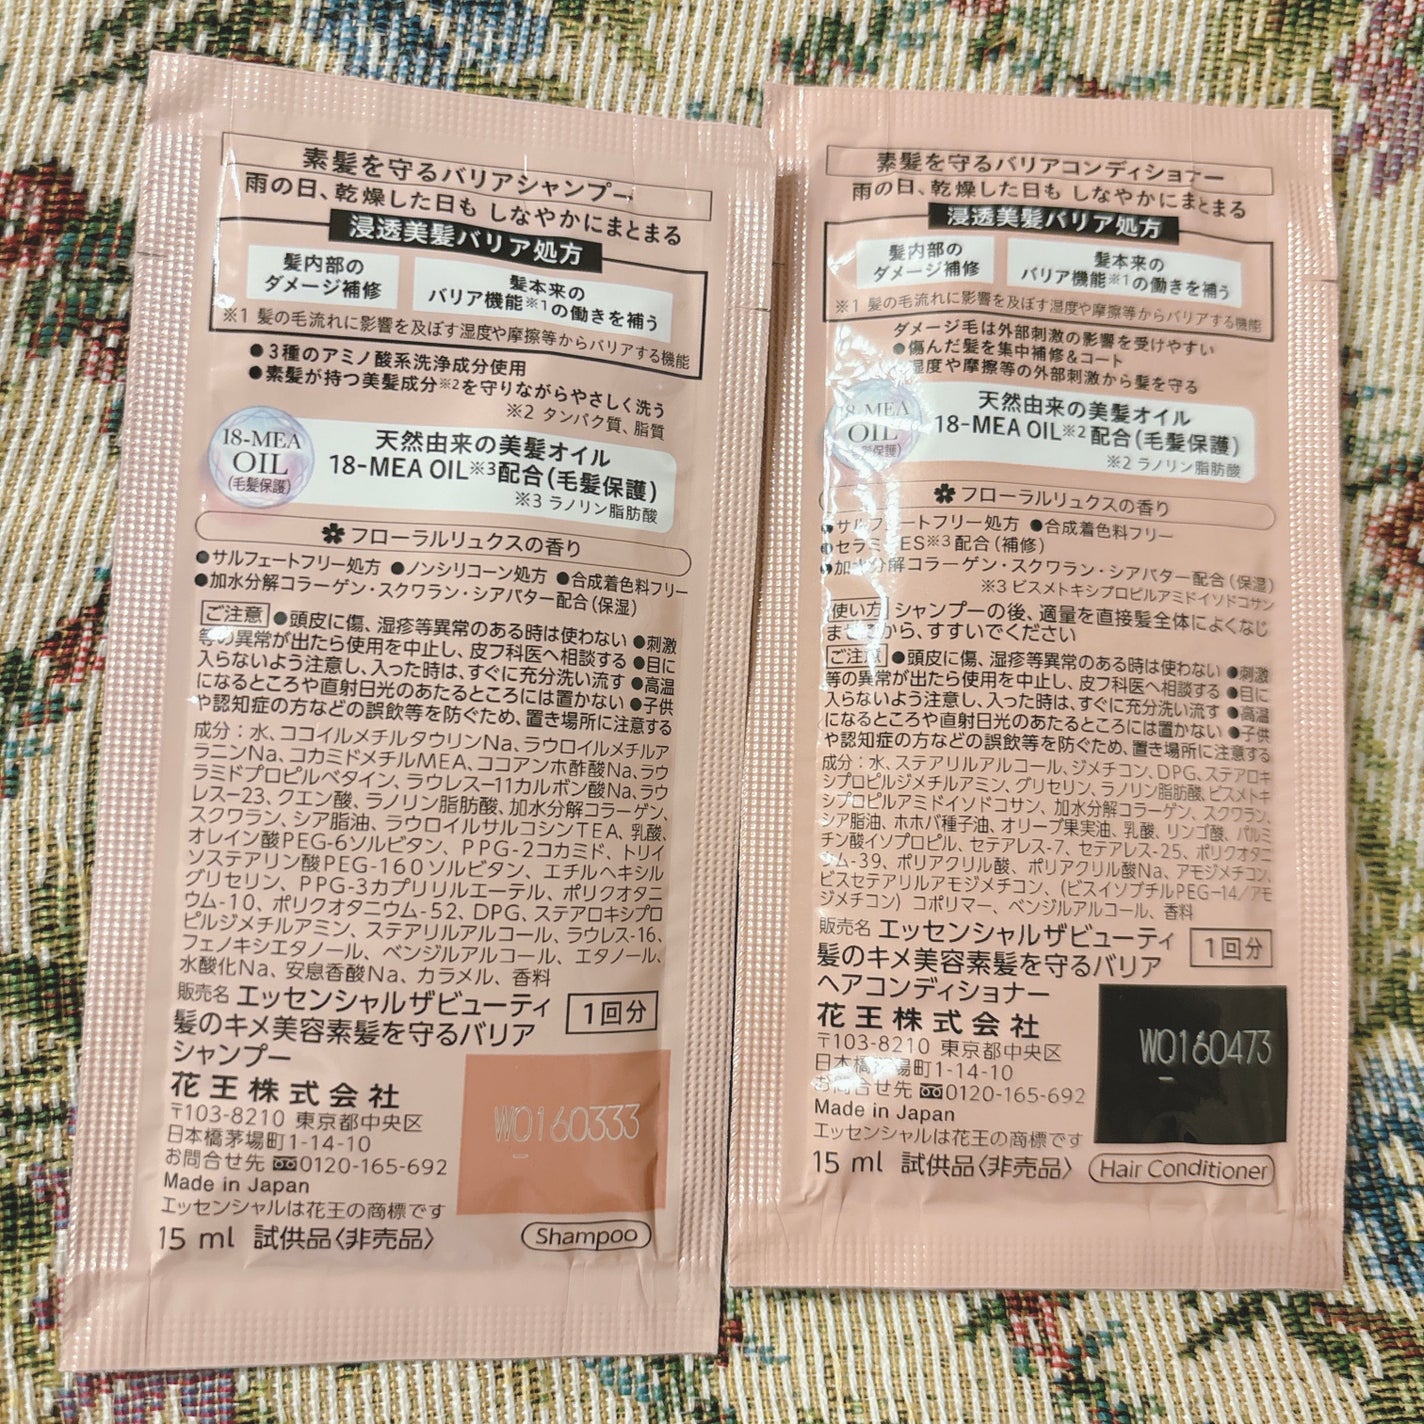 素髪を守るバリアシャンプー
雨の日、乾燥した日も しなやかにまとまる
浸透美髪バリア処方
髪内部の
ダメージ補修
髪本来の
バリア機能※1の働きを補う
※1 髪の毛流れに影響を及ぼす湿度や摩擦等からバリアする機能
●3種のアミノ酸系洗浄成分使用
●素髪が持つ美髪成分※2を守りながらやさしく洗う
※2 タンパク質、脂質
18-MEA
OIL
(毛髪保護)
天然由来の美髪オイル
18-MEA OIL※3配合(毛髪保護)
※3 ラノリン脂肪酸
フローラルリュクスの香り
●サルフェートフリー処方 ●ノンシリコーン処方 ●合成着色料フリー
●加水分解コラーゲン・スクワラン・シアバター配合(保湿)
ご注意 ●頭皮に傷、湿疹等異常のある時は使わない ●刺激
等の異常が出たら使用を中止し、皮フ科医へ相談する ●目に
入らないよう注意し、入った時は、すぐに充分洗い流す ●高温
になるところや直射日光のあたるところには置かない ●子供
や認知症の方などの誤飲等を防ぐため、置き場所に注意する
成分：水、ココイルメチルタウリンNa、ラウロイルメチルア
ラニンNa、コカミドメチルMEA、ココアンホ酢酸Na、ラウ
ラミドプロピルベタイン、ラウレス-11カルボン酸Na、ラウ
レス-23、クエン酸、ラノリン脂肪酸、加水分解コラーゲン、
スクワラン、シア脂油、ラウロイルサルコシンTEA、乳酸、
オレイン酸PEG-6ソルビタン、PPG-2コカミド、トリイ
ソステアリン酸PEG-160ソルビタン、エチルヘキシル
グリセリン、PPG-3カプリリルエーテル、ポリクオタニ
ウム-10、ポリクオタニウム-52、DPG、ステアロキシプロ
ピルジメチルアミン、ステアリルアルコール、ラウレス-16、
フェノキシエタノール、ベンジルアルコール、エタノール、
水酸化Na、安息香酸Na、カラメル、香料
販売名 エッセンシャルザビューティ
髪のキメ美容素髪を守るバリア
シャンプー
1回分
花王株式会社
〒103-8210 東京都中央区
日本橋茅場町1-14-10
お問合せ先 0120-165-692
Made in Japan
エッセンシャルは花王の商標です
W0160333
15 ml 試供品〈非売品〉
Shampoo
素髪を守るバリアコンディショナー
雨の日、乾燥した日も しなやかにまとまる
浸透美髪バリア処方
髪内部の
ダメージ補修
髪本来の
バリア機能※1の働きを補う
※1 髪の毛流れに影響を及ぼす湿度や摩擦等からバリアする機能
ダメージ毛は外部刺激の影響を受けやすい
●傷んだ髪を集中補修&コート
湿度や摩擦等の外部刺激から髪を守る
18-MEA
OIL
天然由来の美髪オイル
18-MEA OIL※2配合(毛髪保護)
※2 ラノリン脂肪酸
フローラルリュクスの香り
●サルフェートフリー処方 ●合成着色料フリー
●セラミドES※3配合(補修)
●加水分解コラーゲン・スクワラン・シアバター配合(保湿)
※3 ビスメトキシプロピルアミドイソドコサン
使い方 シャンプーの後、適量を直接髪全体によくなじ
ませてから、すすいでください
ご注意 ●頭皮に傷、湿疹等異常のある時は使わない ●刺激
等の異常が出たら使用を中止し、皮フ科医へ相談する ●目に
入らないよう注意し、入った時は、すぐに充分洗い流す ●高温
になるところや直射日光のあたるところには置かない ●子供
や認知症の方などの誤飲等を防ぐため、置き場所に注意する
成分：水、ステアリルアルコール、ジメチコン、DPG、ステアロキ
シプロピルジメチルアミン、グリセリン、ラノリン脂肪酸、ビスメトキ
シプロピルアミドイソドコサン、加水分解コラーゲン、スクワラン、
シア脂油、ホホバ種子油、オリーブ果実油、乳酸、リンゴ酸、パルミ
チン酸イソプロピル、セテアレス-7、セテアレス-25、ポリクオタニ
ウム-39、ポリアクリル酸、ポリアクリル酸Na、アモジメチコン、
ビスセテアリルアモジメチコン、(ビスイソブチルPEG-14／アモ
ジメチコン)コポリマー、ベンジルアルコール、香料
販売名 エッセンシャルザビューティ
髪のキメ美容素髪を守るバリア
ヘアコンディショナー
1回分
花王株式会社
〒103-8210 東京都中央区
日本橋茅場町1-14-10
お問合せ先 0120-165-692
Made in Japan
エッセンシャルは花王の商標です
W0160473
15 ml 試供品〈非売品〉
Hair Conditioner